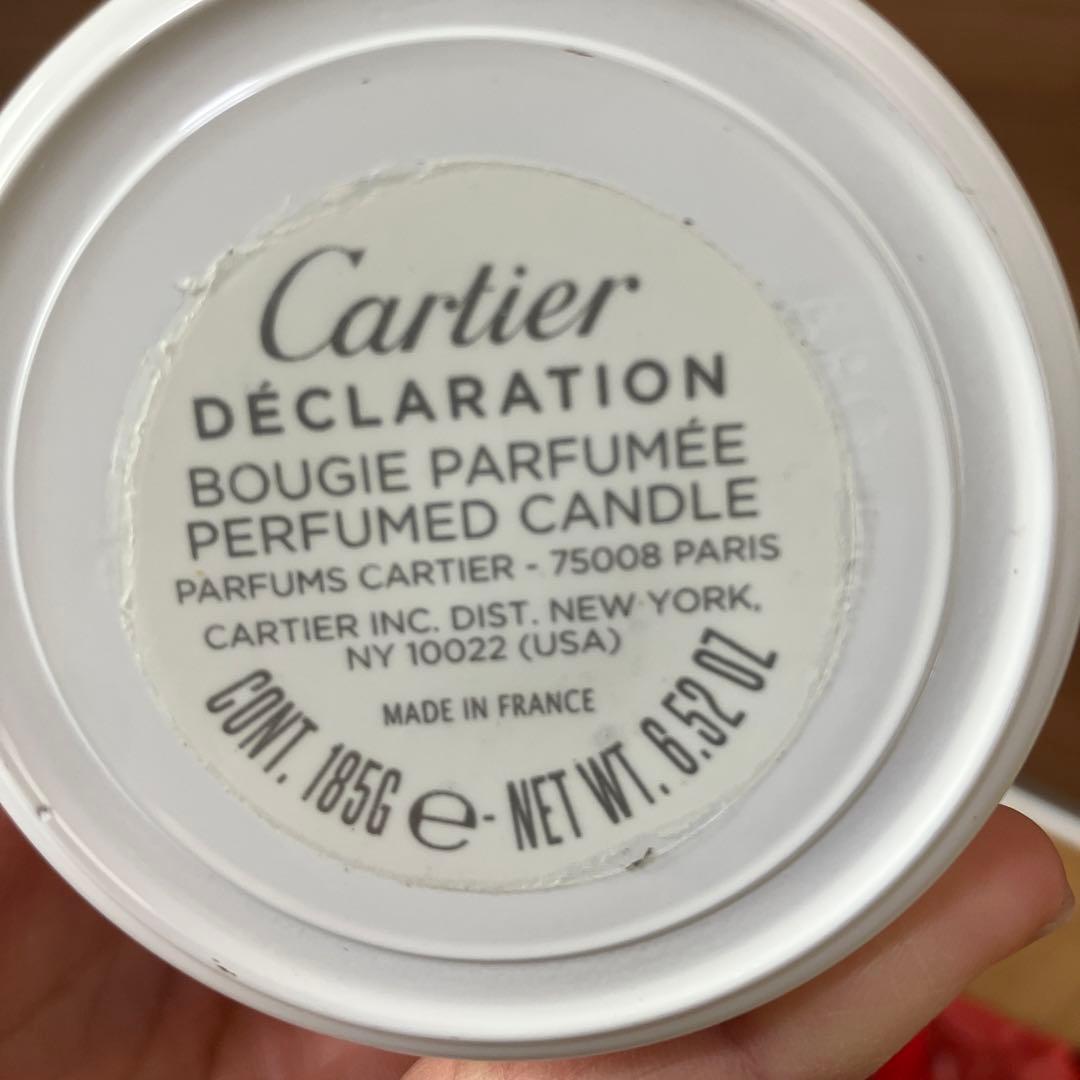 Cartier
DÉCLARATION
BOUGIE PARFUMÉE
PERFUMED CANDLE
PARFUMS CARTIER - 75008 PARIS
CARTIER INC. DIST. NEW YORK,
NY 10022 (USA)
MADE IN FRANCE
CONT. 185G e - NET WT. 6.52 OZ